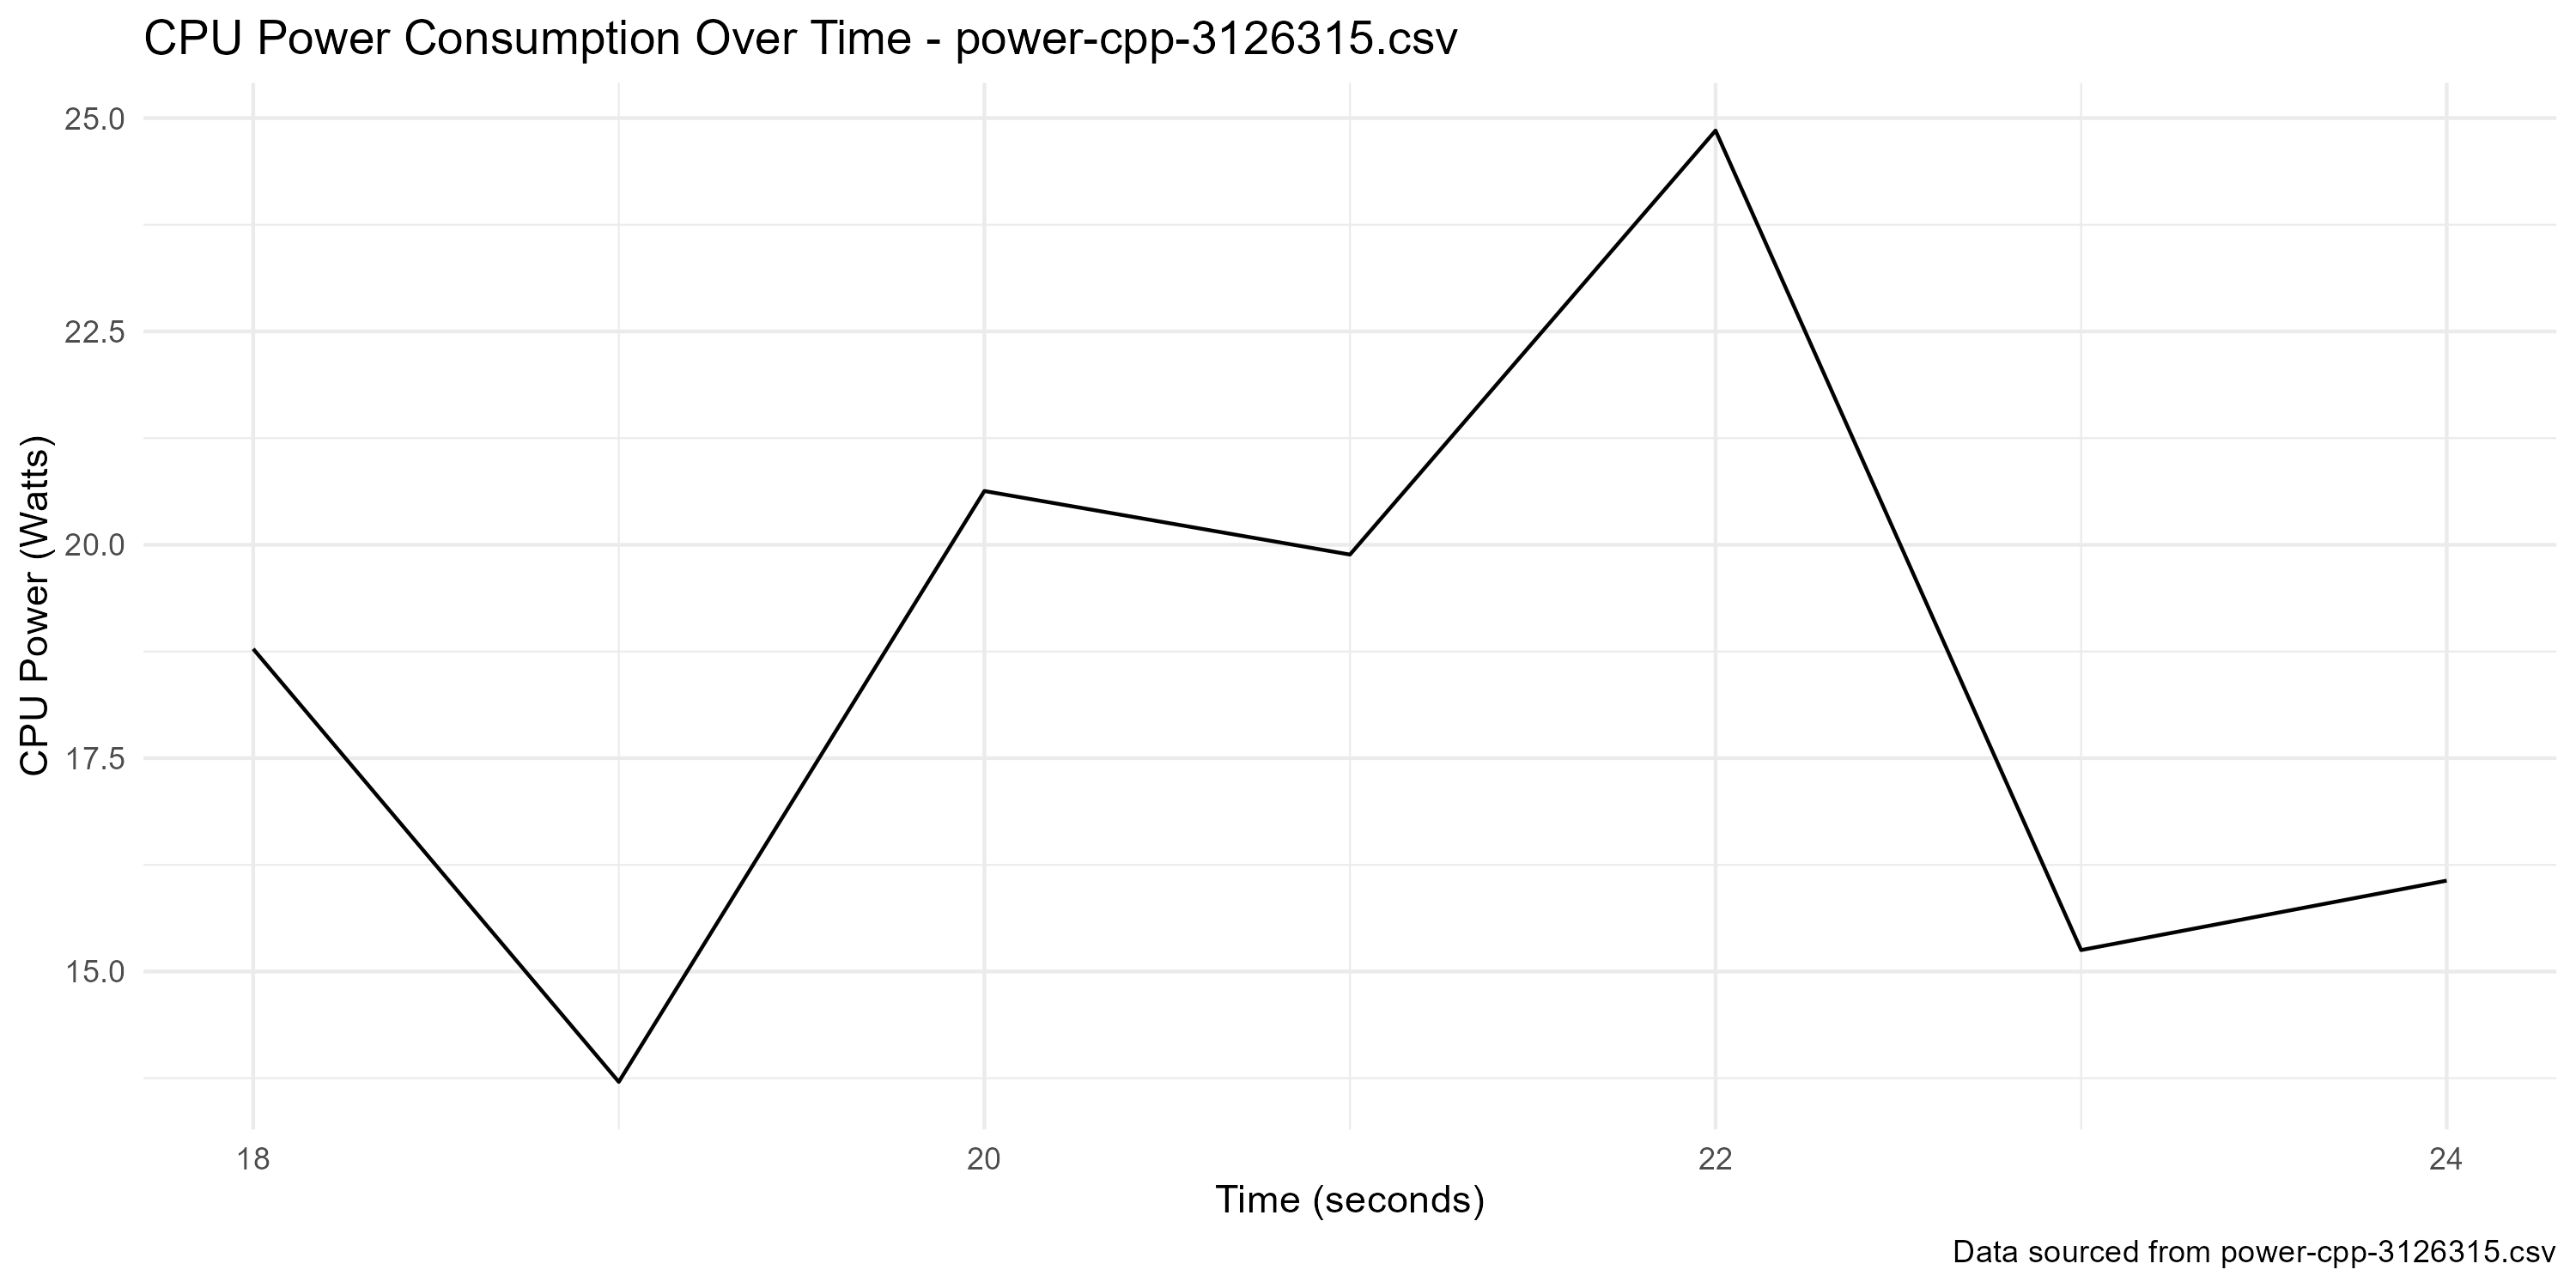 CPU Power Consumption Over Time - power-cpp-3126315.csv
CPU Power (Watts)
25.0
22.5
20.0
17.5
15.0
18
20
22
24
Time (seconds)
Data sourced from power-cpp-3126315.csv